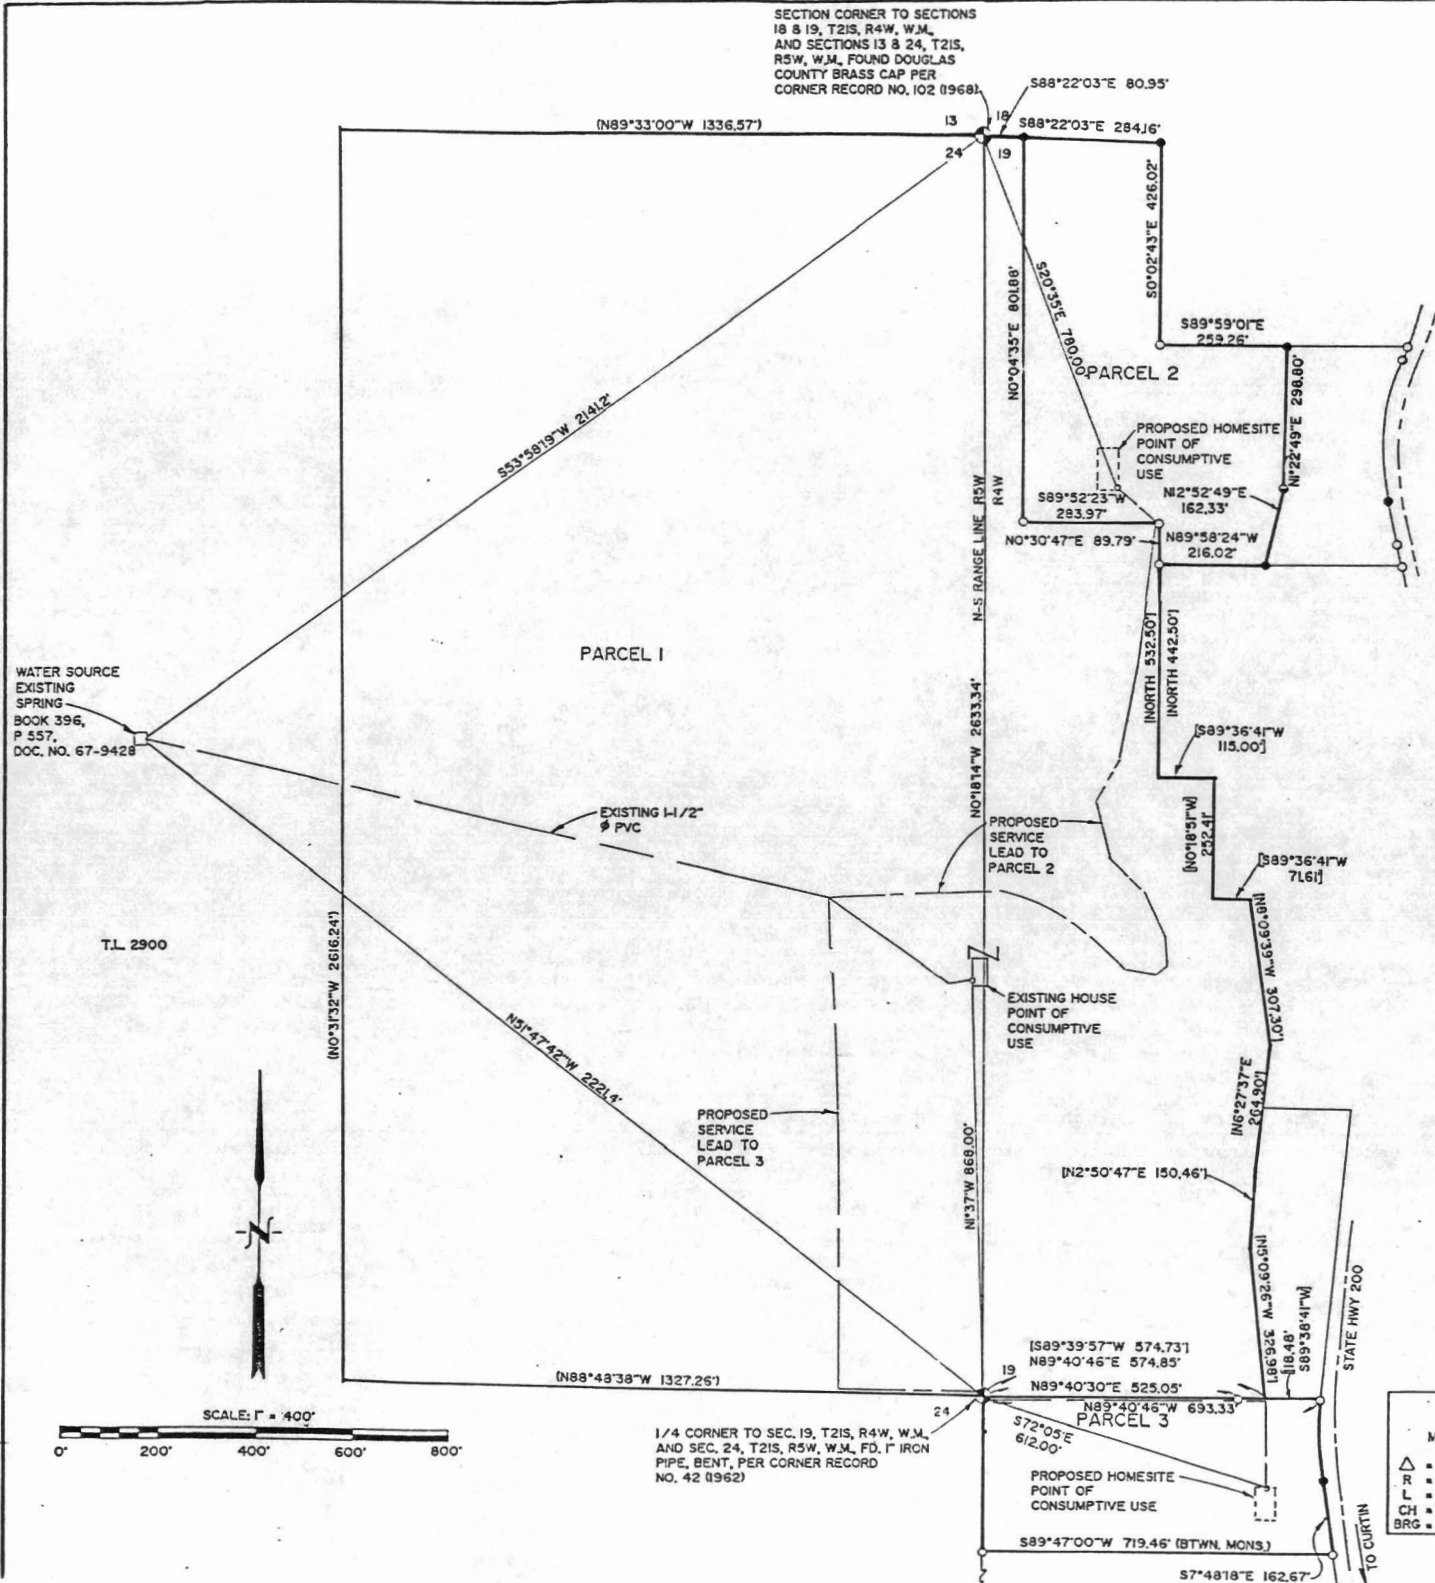 SECTION CORNER TO SECTIONS
18 & 19, T21S, R4W, W.M.,
AND SECTIONS 13 & 24, T21S,
R5W, W.M., FOUND DOUGLAS
COUNTY BRASS CAP PER
CORNER RECORD NO. 102 (1968)
S88°22'03"E 80.95'
(N89°33'00"W 1336.57')
13
18
S88°22'03"E 284.16'
24
19
S0°02'43"E 426.02'
N0°04'35"E 801.88'
S20°35'E 780.00'
S89°59'01"E
259.26'
PARCEL 2
N1°22'49"E 298.80'
S53°58'19"W 2141.2'
PROPOSED HOMESITE
POINT OF
CONSUMPTIVE
USE
N12°52'49"E
162.33'
S89°52'23"W
283.97'
N0°30'47"E 89.79'
N89°58'24"W
216.02'
N-S RANGE LINE R5W
R4W
PARCEL 1
[NORTH 532.50']
[NORTH 442.50']
WATER SOURCE
EXISTING
SPRING
BOOK 396,
P 557,
DOC. NO. 67-9428
N0°18'14"W 2633.34'
[S89°36'41"W
115.00']
EXISTING 1-1/2"
Ø PVC
PROPOSED
SERVICE
LEAD TO
PARCEL 2
[N0°18'51"W]
252.41'
[S89°36'41"W
71.61']
[N8°09'39"W 307.30']
T.L. 2900
(N0°31'32"W 2616.24')
EXISTING HOUSE
POINT OF
CONSUMPTIVE
USE
N51°47'42"W 2221.4'
[N6°27'37"E
264.90']
PROPOSED
SERVICE
LEAD TO
PARCEL 3
[N2°50'47"E 150.46']
N1°37'W 868.00'
N
[N5°09'26"W 326.98']
118.48'
S89°38'41"W]
STATE HWY 200
[S89°39'57"W 574.73']
N89°40'46"E 574.85'
19
(N88°48'38"W 1327.26')
N89°40'30"E 525.05'
24
N89°40'46"W 693.33'
PARCEL 3
SCALE: 1" = 400'
S72°05'E
612.00'
0' 200' 400' 600' 800'
1/4 CORNER TO SEC. 19, T21S, R4W, W.M.,
AND SEC. 24, T21S, R5W, W.M., FD. 1" IRON
PIPE, BENT, PER CORNER RECORD
NO. 42 (1962)
PROPOSED HOMESITE
POINT OF
CONSUMPTIVE USE
M
Δ =
R =
L =
CH =
BRG =
S89°47'00"W 719.46' (BTWN. MONS.)
TO CURTIN
S7°48'18"E 162.67'